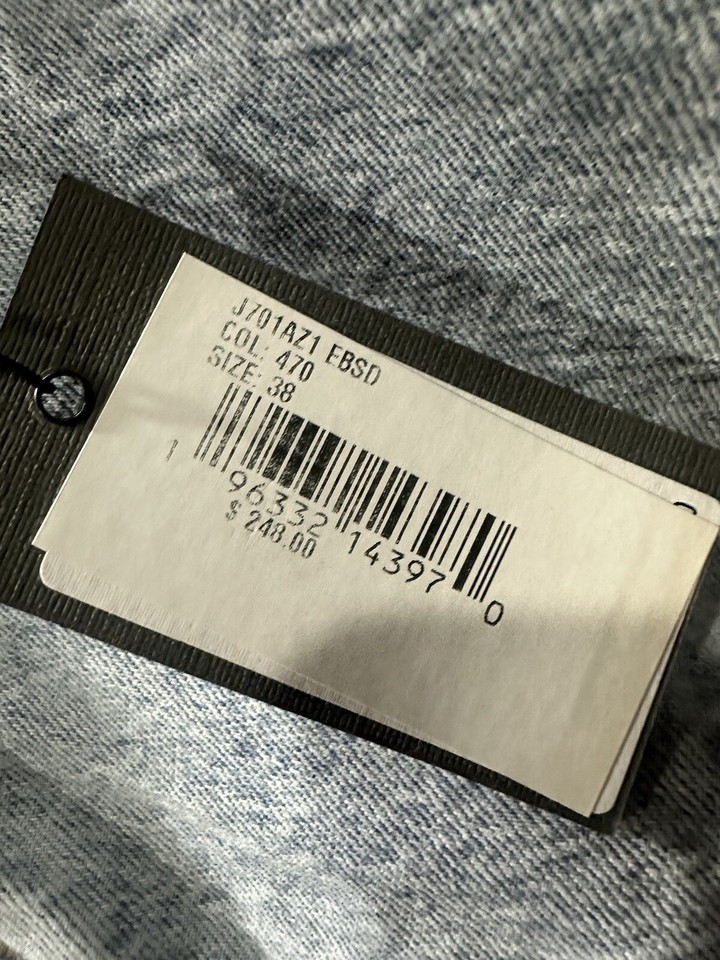 J701AZ1 EBSD
COL: 470
SIZE: 38
1 96332 14397 0
$ 248.00